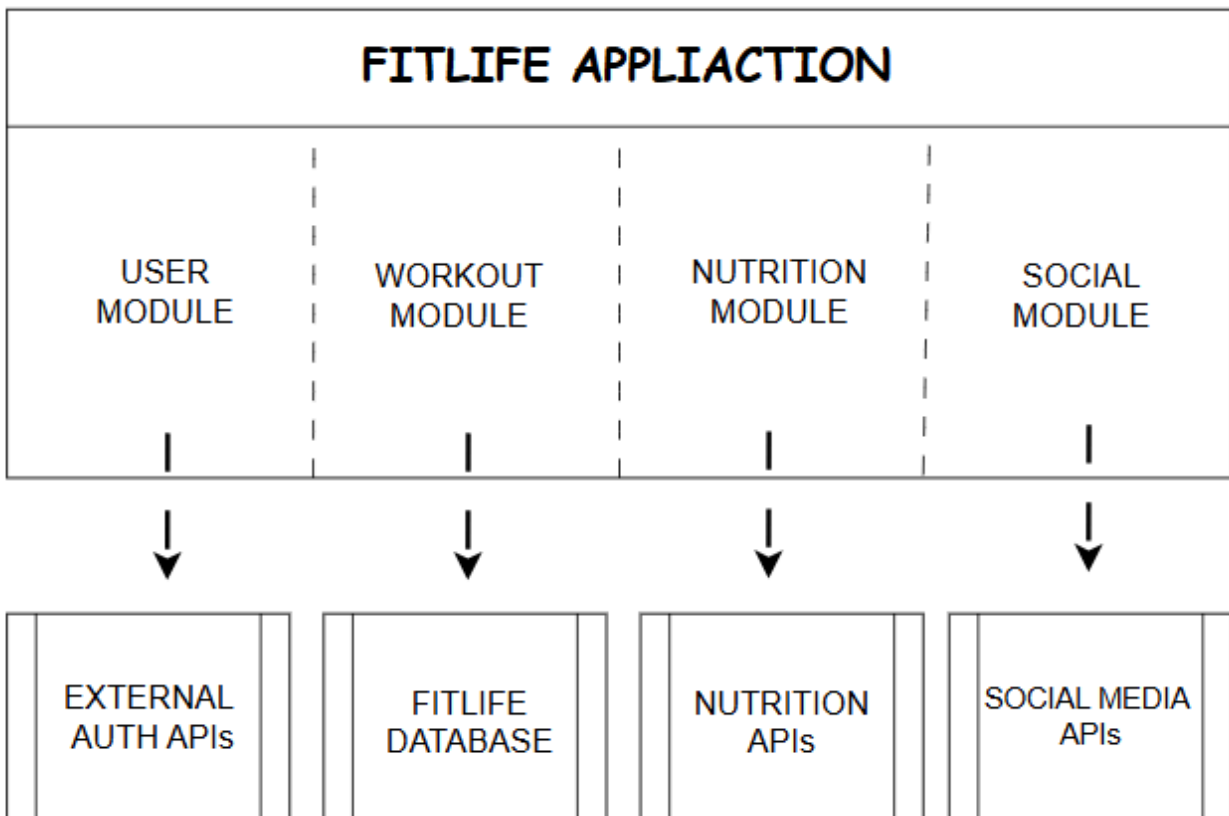 FITLIFE APPLIACTION
USER
MODULE
WORKOUT
MODULE
NUTRITION
MODULE
SOCIAL
MODULE
EXTERNAL
AUTH APIs
FITLIFE
DATABASE
NUTRITION
APIs
SOCIAL MEDIA
APIs